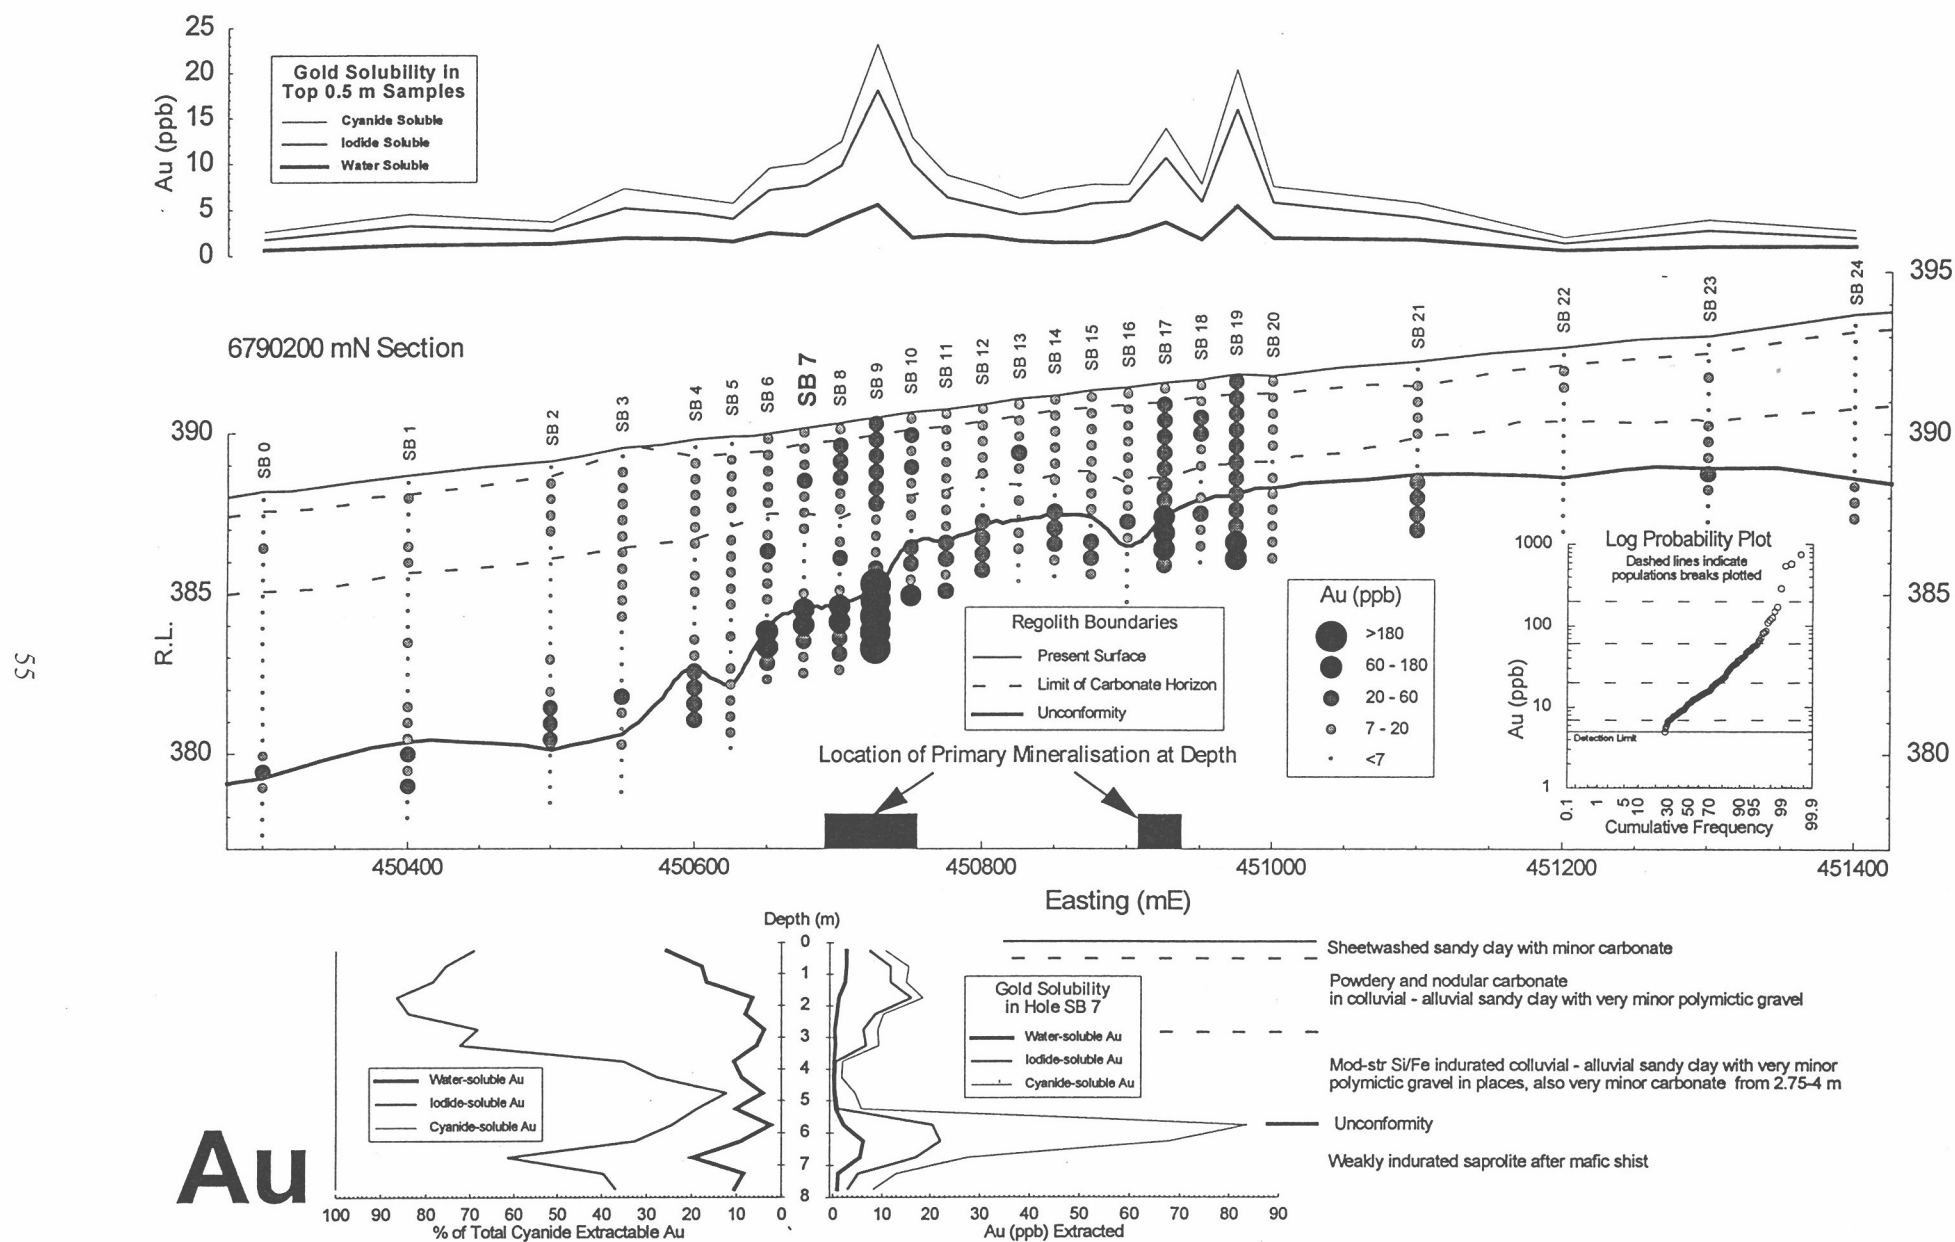 25
20
15
10
5
0
Au (ppb)
Gold Solubility in
Top 0.5 m Samples
Cyanide Soluble
Iodide Soluble
Water Soluble
6790200 mN Section
395
390
385
380
R.L.
390
385
380
SB 0
SB 1
SB 2
SB 3
SB 4
SB 5
SB 6
SB 7
SB 8
SB 9
SB 10
SB 11
SB 12
SB 13
SB 14
SB 15
SB 16
SB 17
SB 18
SB 19
SB 20
SB 21
SB 22
SB 23
SB 24
55
Regolith Boundaries
Present Surface
Limit of Carbonate Horizon
Unconformity
Au (ppb)
>180
60 - 180
20 - 60
7 - 20
<7
Log Probability Plot
Dashed lines indicate
populations breaks plotted
1000
100
10
1
Au (ppb)
Detection Limit
0.1
1
5
10
30
50
70
90
95
99
99.9
Cumulative Frequency
Location of Primary Mineralisation at Depth
450400
450600
450800
451000
451200
451400
Easting (mE)
Depth (m)
0
1
2
3
4
5
6
7
8
Water-soluble Au
Iodide-soluble Au
Cyanide-soluble Au
100 90 80 70 60 50 40 30 20 10 0
% of Total Cyanide Extractable Au
Gold Solubility
in Hole SB 7
Water-soluble Au
Iodide-soluble Au
Cyanide-soluble Au
0 10 20 30 40 50 60 70 80 90
Au (ppb) Extracted
Sheetwashed sandy clay with minor carbonate
Powdery and nodular carbonate
in colluvial - alluvial sandy clay with very minor polymictic gravel
Mod-str Si/Fe indurated colluvial - alluvial sandy clay with very minor
polymictic gravel in places, also very minor carbonate from 2.75-4 m
Unconformity
Weakly indurated saprolite after mafic shist
Au